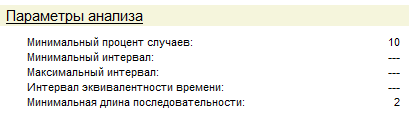 Параметры анализа
Минимальный процент случаев: 10
Минимальный интервал: ---
Максимальный интервал: ---
Интервал эквивалентности времени: ---
Минимальная длина последовательности: 2